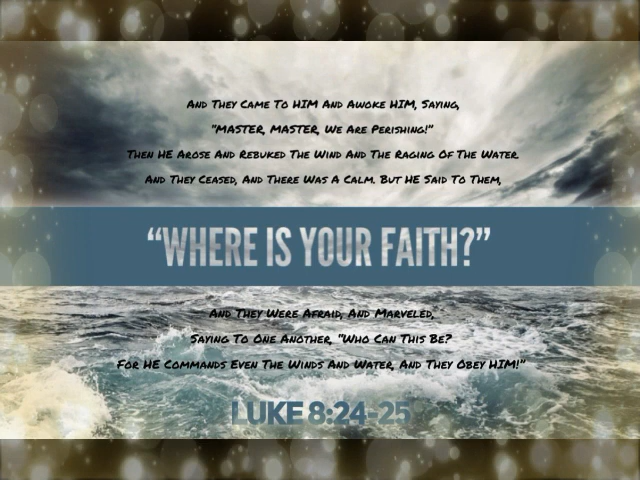 And They Came To HIM And Awoke HIM, Saying,
"MASTER, MASTER, We Are Perishing!"
Then HE Arose And Rebuked The Wind And The Raging Of The Water.
And They Ceased, And There Was A Calm. But HE Said To Them,
"WHERE IS YOUR FAITH?"
And They Were Afraid, And Marveled,
Saying To One Another, "Who Can This Be?
For HE Commands Even The Winds And Water, And They Obey HIM!"
LUKE 8:24-25